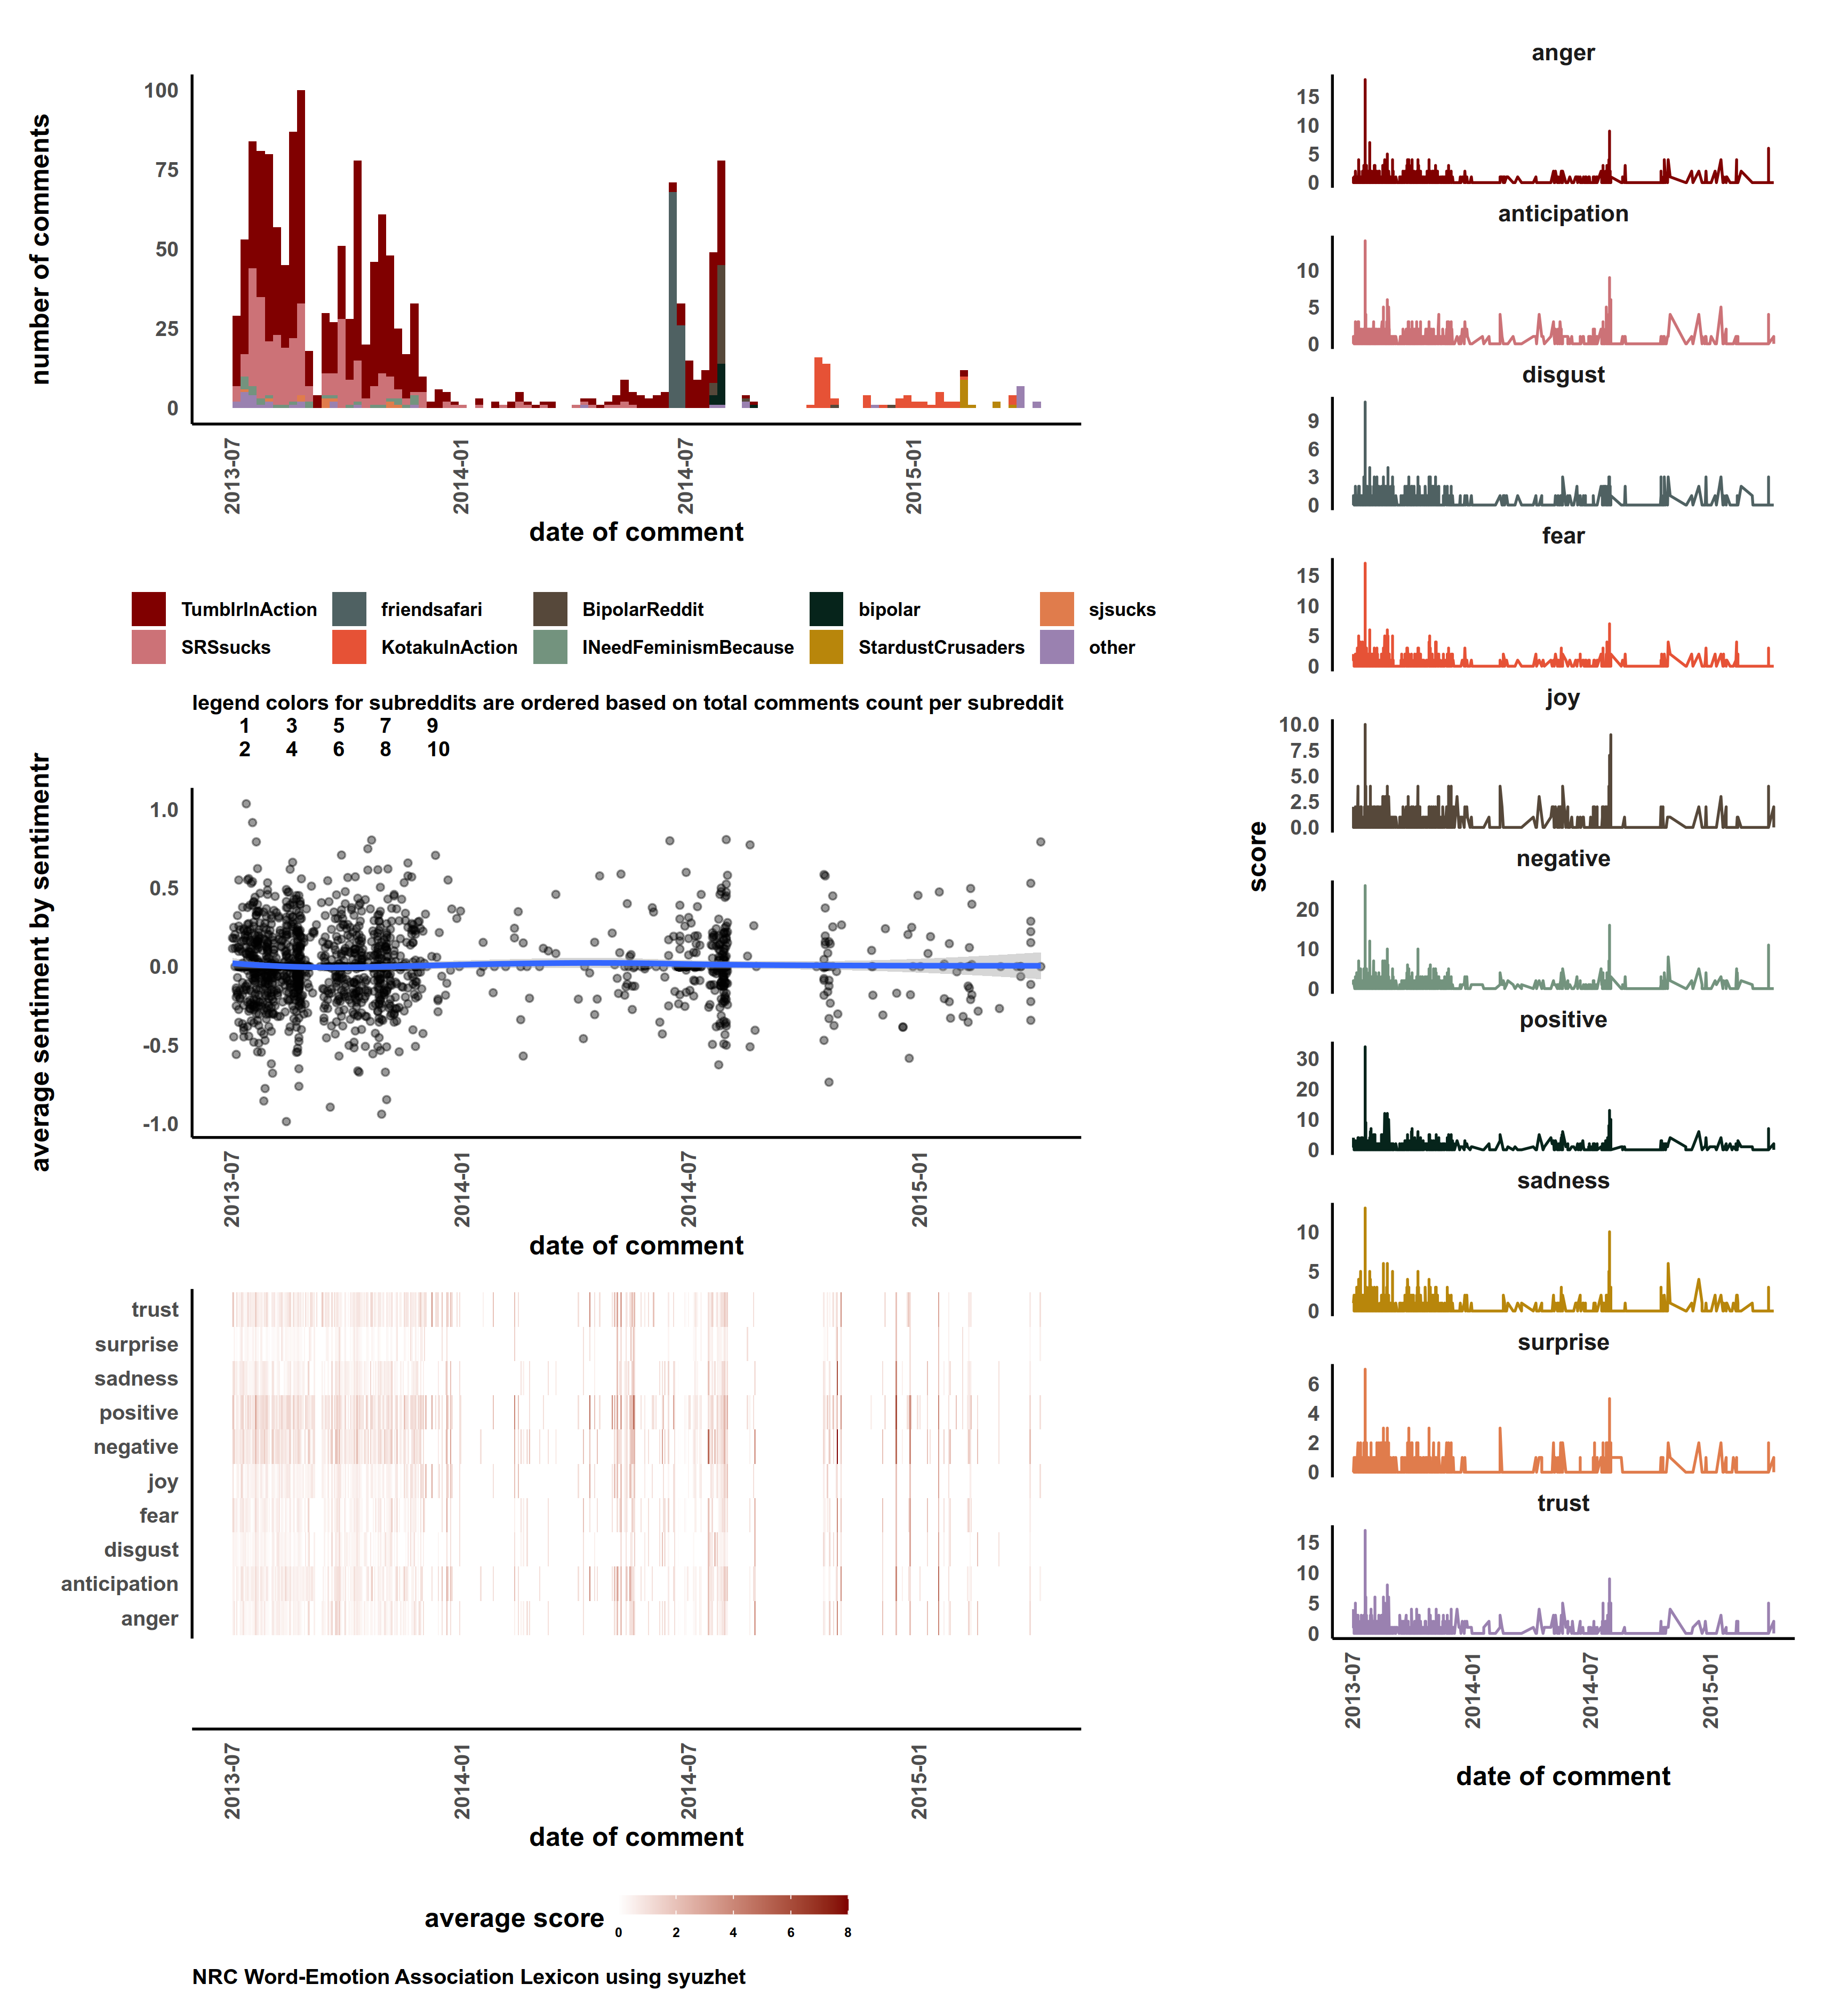 number of comments
100
75
50
25
0
2013-07
2014-01
2014-07
2015-01
date of comment
TumblrInAction
friendsafari
BipolarReddit
bipolar
sjsucks
SRSsucks
KotakuInAction
INeedFeminismBecause
StardustCrusaders
other
legend colors for subreddits are ordered based on total comments count per subreddit
1 3 5 7 9
2 4 6 8 10
average sentiment by sentimentr
1.0
0.5
0.0
-0.5
-1.0
2013-07
2014-01
2014-07
2015-01
date of comment
trust
surprise
sadness
positive
negative
joy
fear
disgust
anticipation
anger
2013-07
2014-01
2014-07
2015-01
date of comment
average score
0 2 4 6 8
NRC Word-Emotion Association Lexicon using syuzhet
score
anger
15
10
5
0
anticipation
10
5
0
disgust
9
6
3
0
fear
15
10
5
0
joy
10.0
7.5
5.0
2.5
0.0
negative
20
10
0
positive
30
20
10
0
sadness
10
5
0
surprise
6
4
2
0
trust
15
10
5
0
2013-07
2014-01
2014-07
2015-01
date of comment